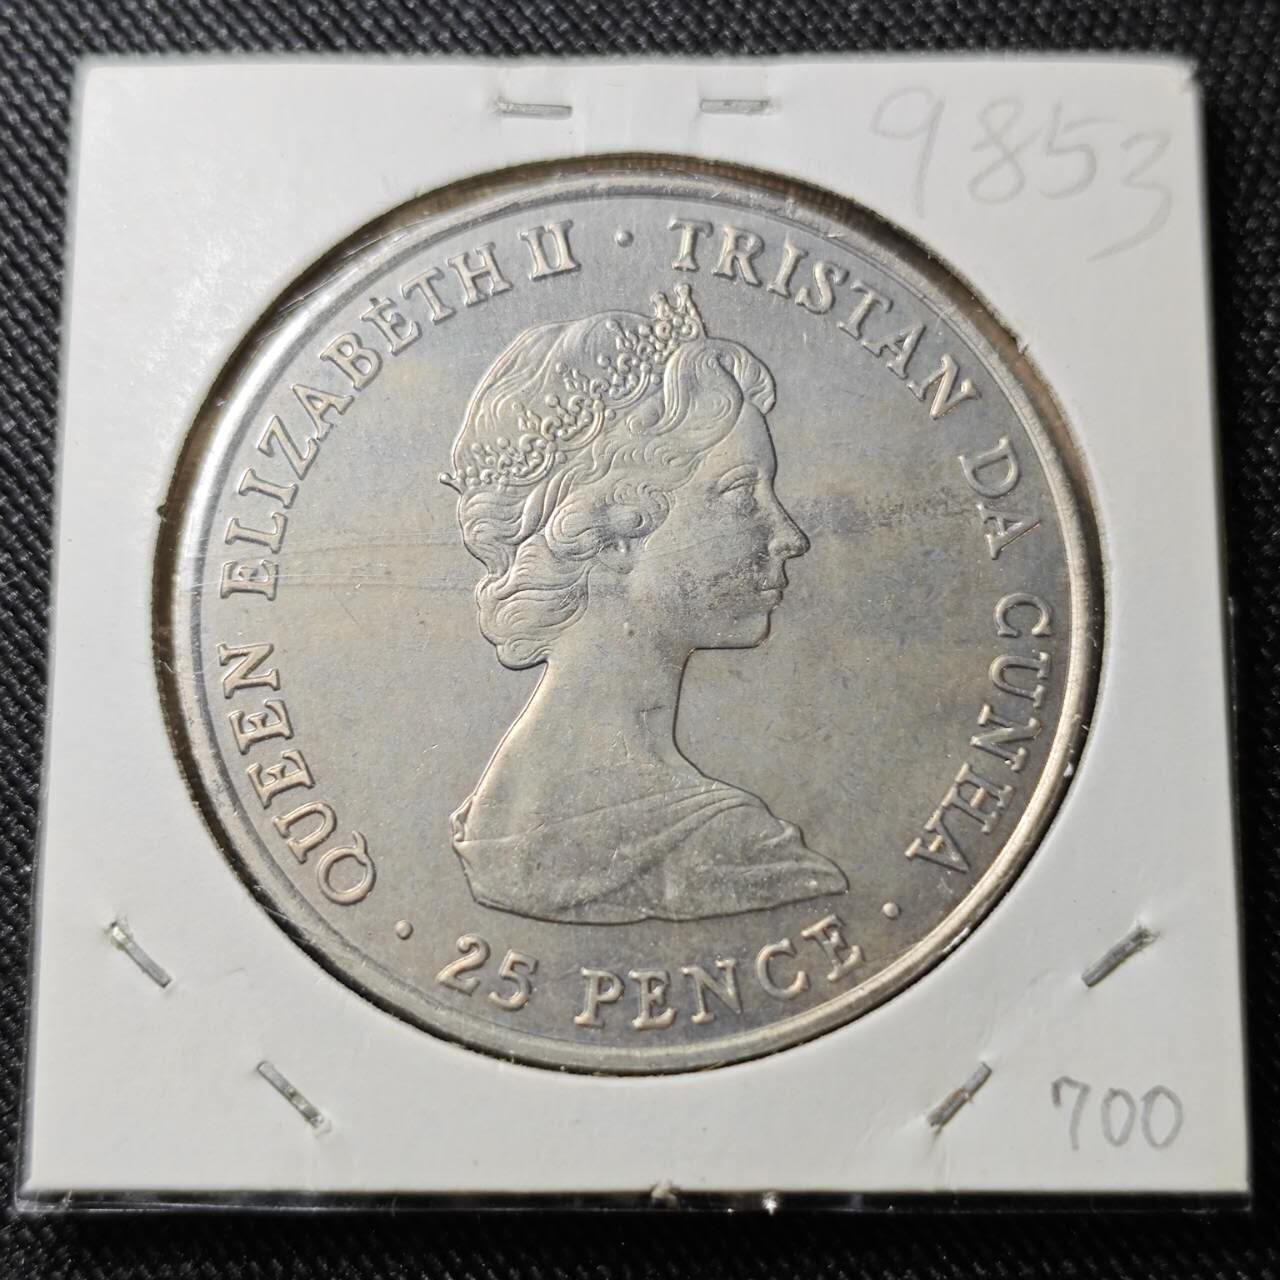 9853
QUEEN ELIZABETH II · TRISTAN DA CUNHA
· 25 PENCE ·
700